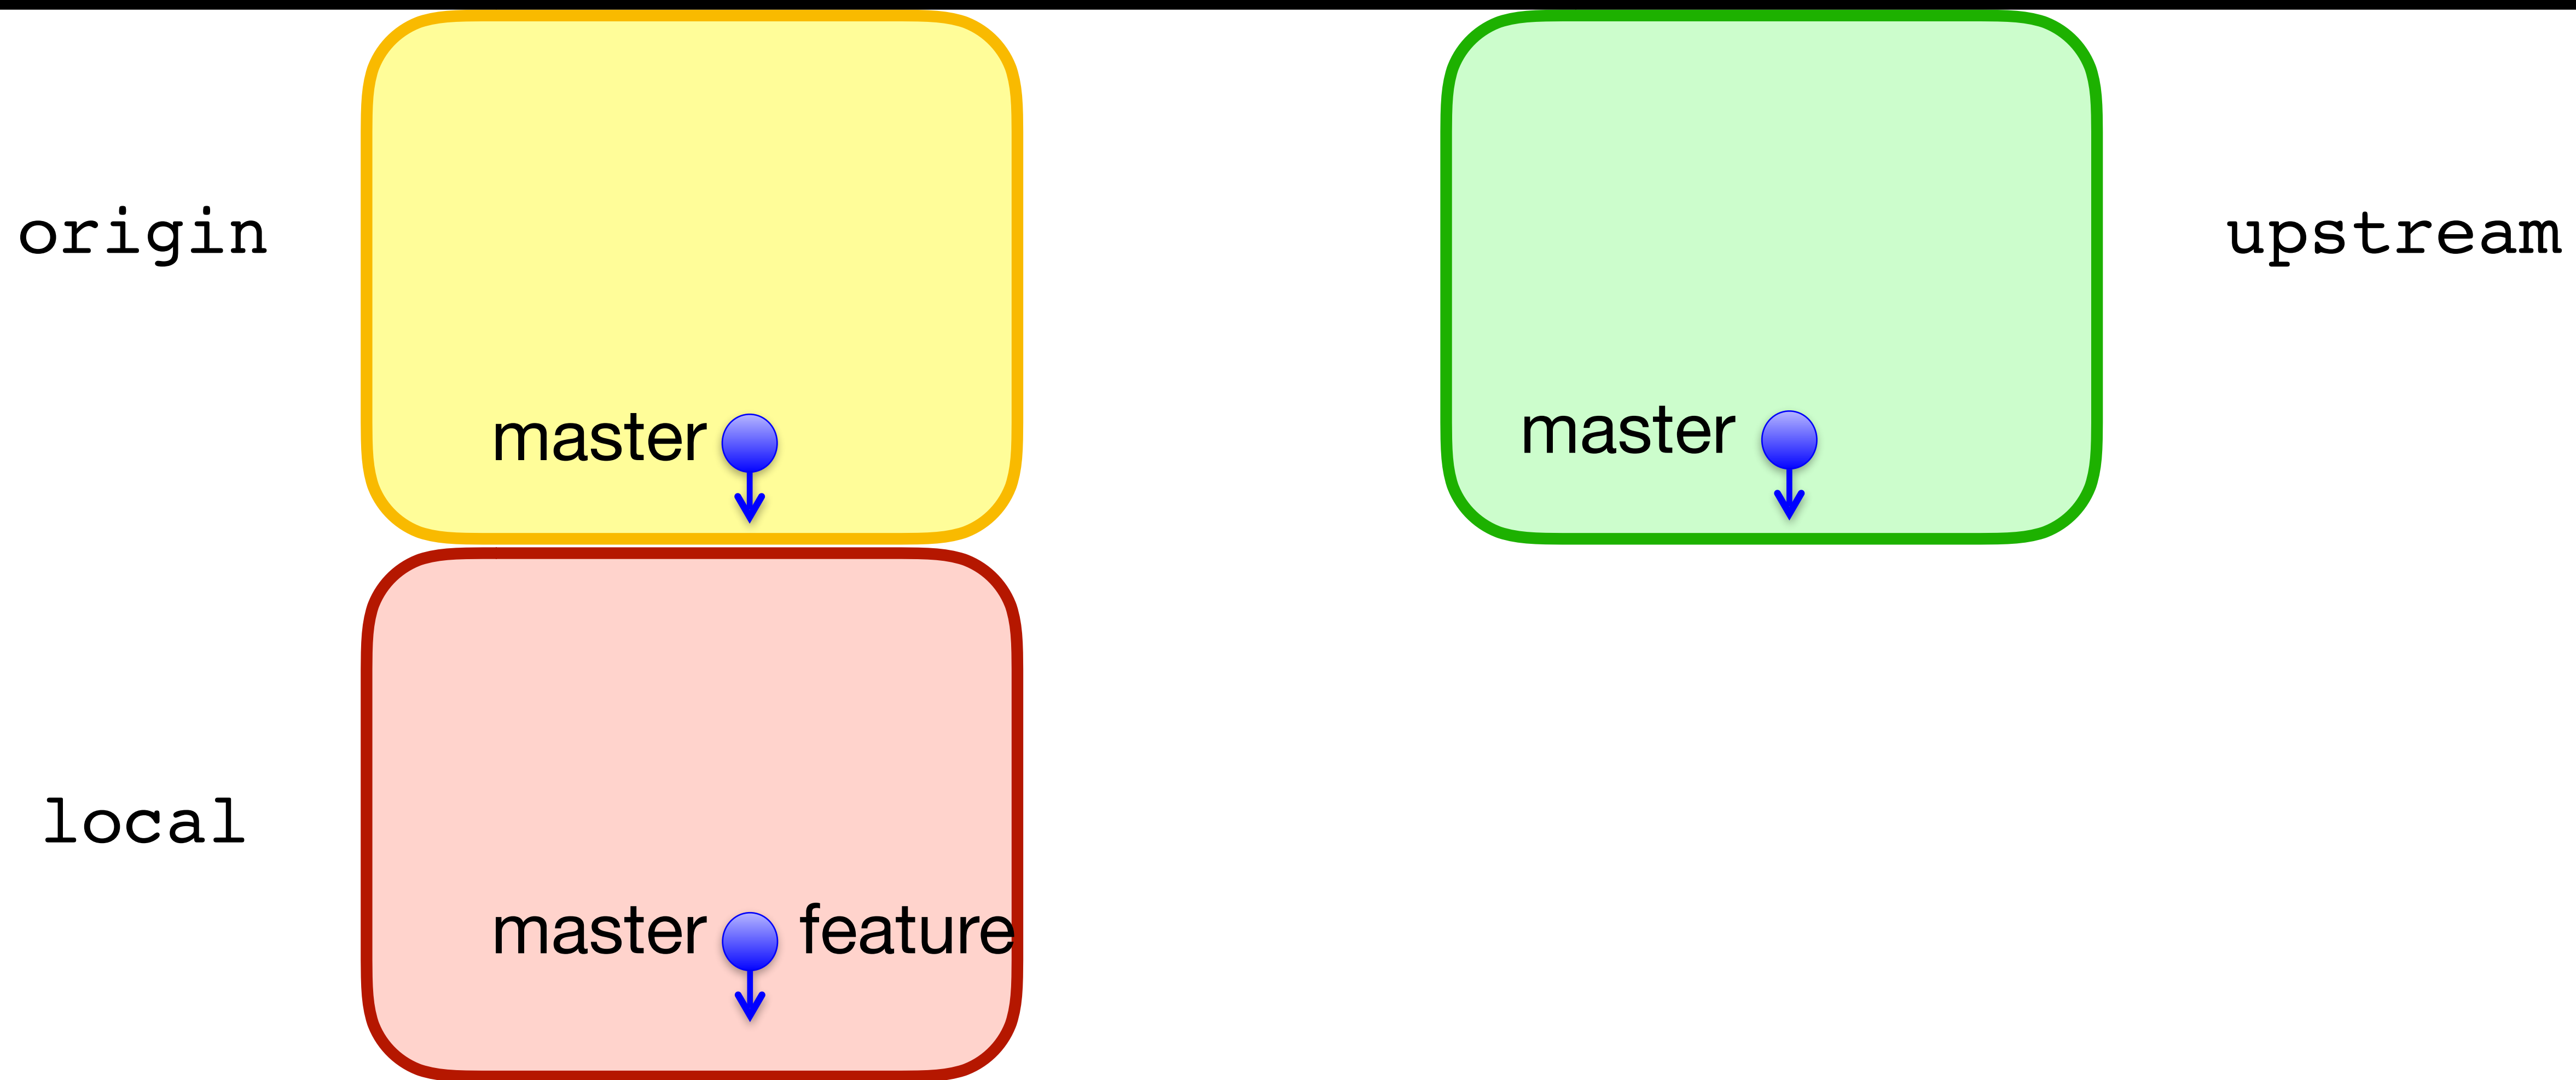 origin
upstream
master
master
local
master feature